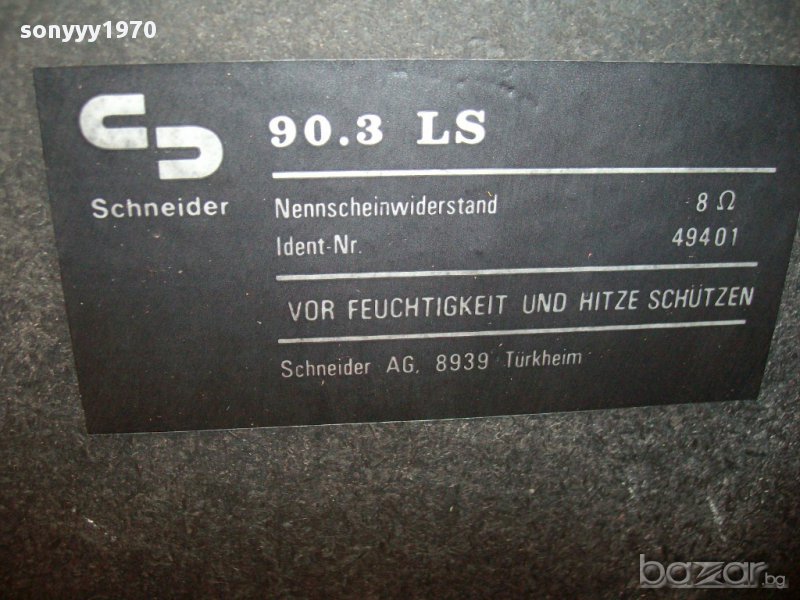 sonyyy1970
90.3 LS
Schneider
Nennscheinwiderstand 8 Ω
Ident-Nr. 49401
VOR FEUCHTIGKEIT UND HITZE SCHÜTZEN
Schneider AG, 8939 Türkheim
bazar.bg